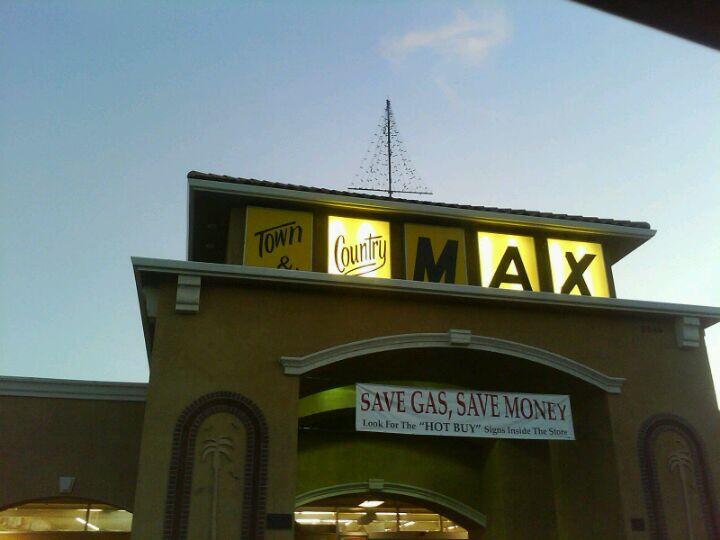 Town & Country MAX
SAVE GAS, SAVE MONEY
Look For The "HOT BUY" Signs Inside The Store